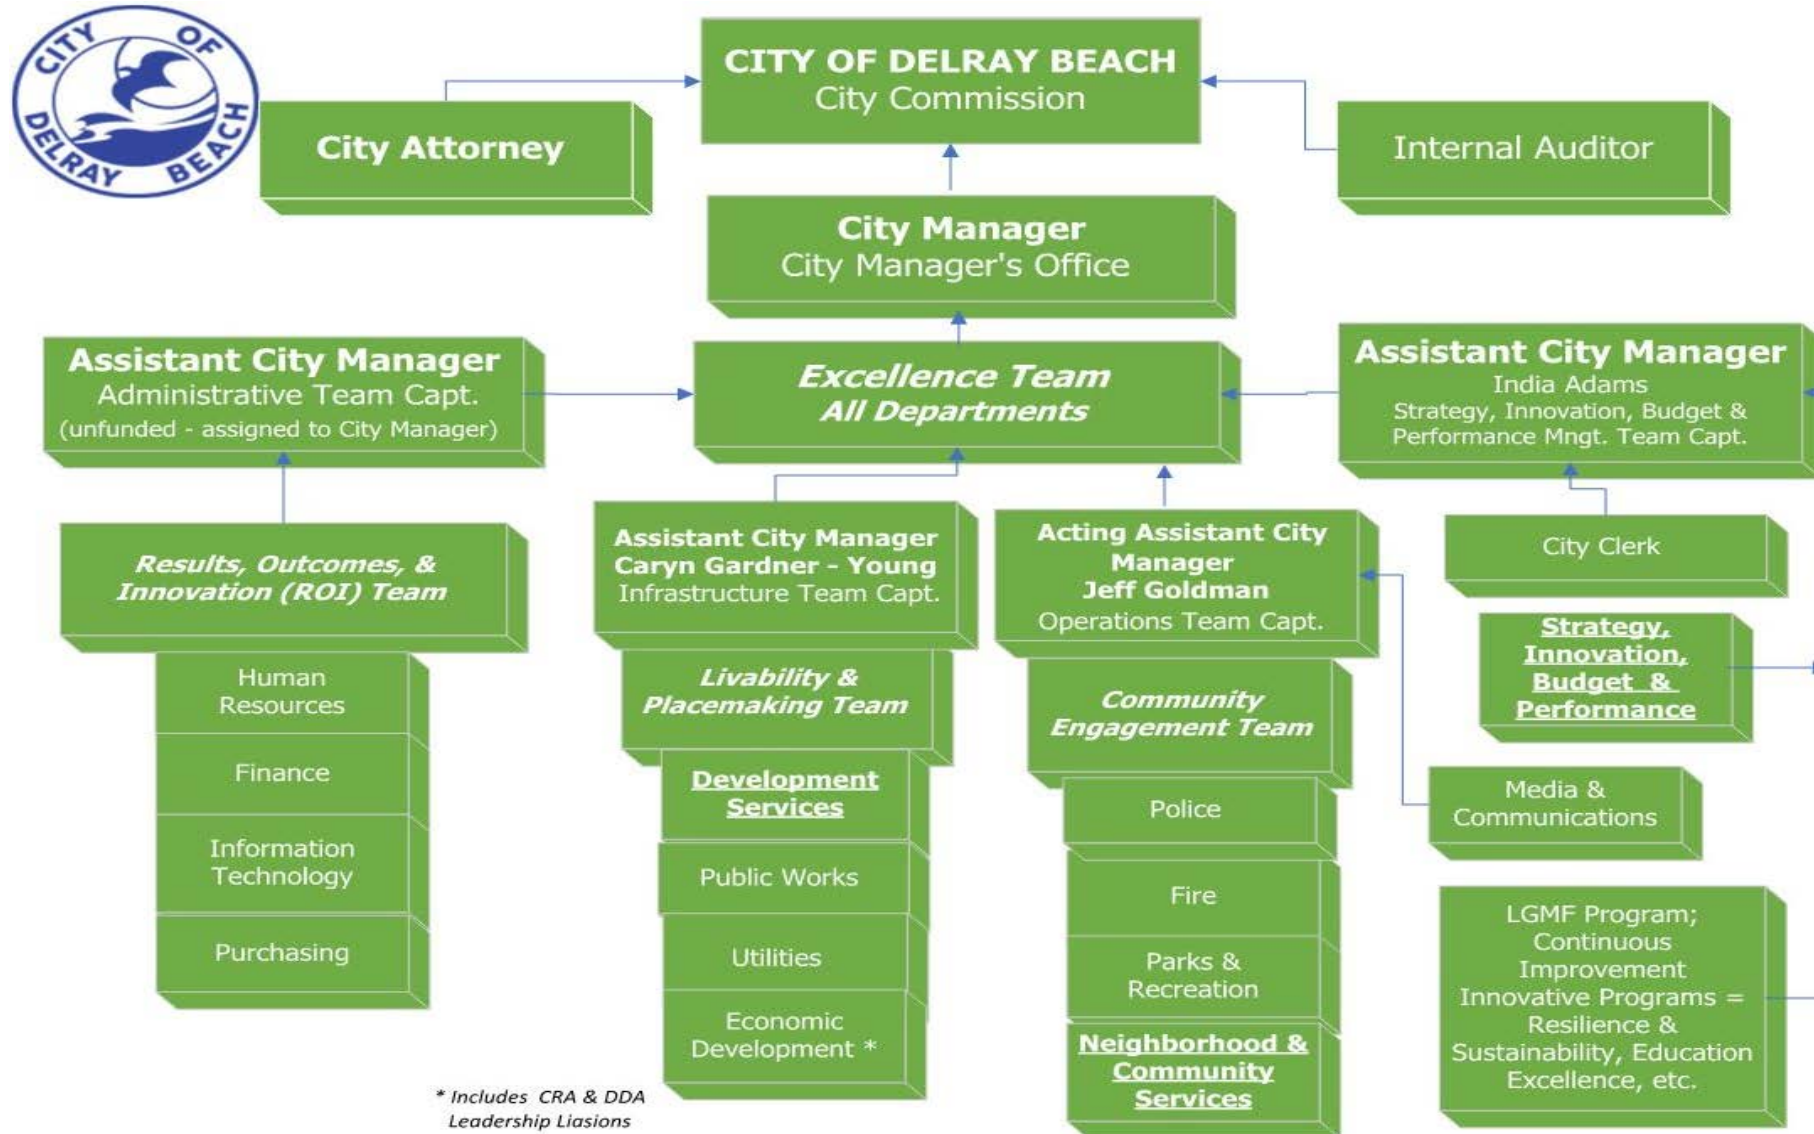 CITY OF
DELRAY BEACH
CITY OF DELRAY BEACH
City Commission
City Attorney
Internal Auditor
City Manager
City Manager's Office
Assistant City Manager
Administrative Team Capt.
(unfunded - assigned to City Manager)
Excellence Team
All Departments
Assistant City Manager
India Adams
Strategy, Innovation, Budget &
Performance Mngt. Team Capt.
Results, Outcomes, &
Innovation (ROI) Team
Human
Resources
Finance
Information
Technology
Purchasing
Assistant City Manager
Caryn Gardner - Young
Infrastructure Team Capt.
Livability &
Placemaking Team
Development
Services
Public Works
Utilities
Economic
Development *
* Includes CRA & DDA
Leadership Liasions
Acting Assistant City
Manager
Jeff Goldman
Operations Team Capt.
Community
Engagement Team
Police
Fire
Parks &
Recreation
Neighborhood &
Community
Services
City Clerk
Strategy,
Innovation,
Budget &
Performance
Media &
Communications
LGMF Program;
Continuous
Improvement
Innovative Programs =
Resilience &
Sustainability, Education
Excellence, etc.